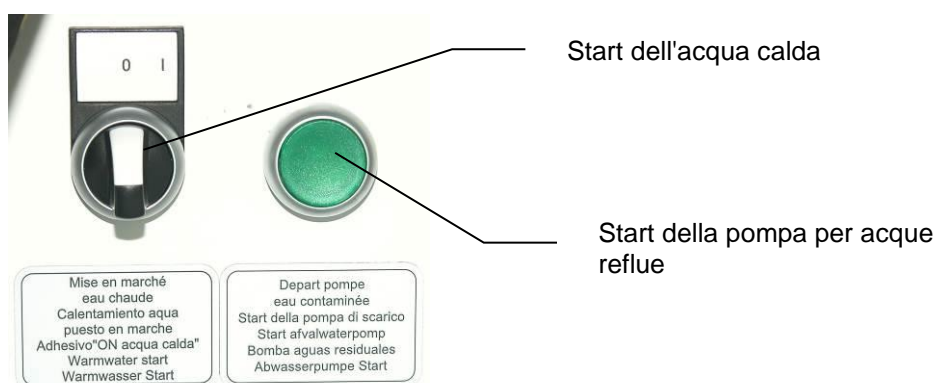 0 I
Start dell'acqua calda
Start della pompa per acque
reflue
Mise en marché
eau chaude
Calentamiento aqua
puesto en marche
Adhesivo"ON acqua calda"
Warmwater start
Warmwasser Start
Depart pompe
eau contaminée
Start della pompa di scarico
Start afvalwaterpomp
Bomba aguas residuales
Abwasserpumpe Start